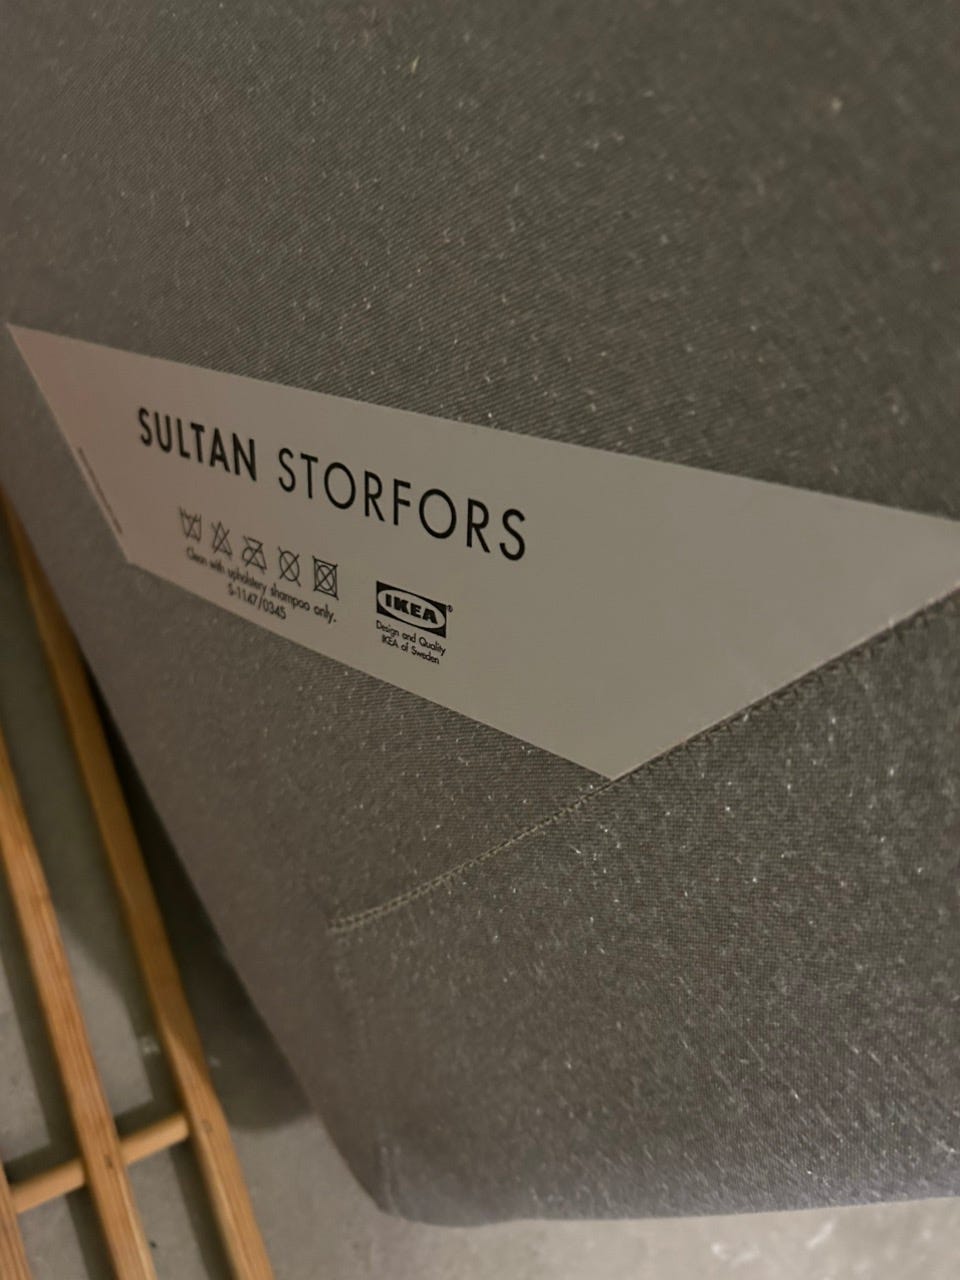 SULTAN STORFORS
Clean with upholstery shampoo only.
S-1147/0345
IKEA®
Design and Quality
IKEA of Sweden